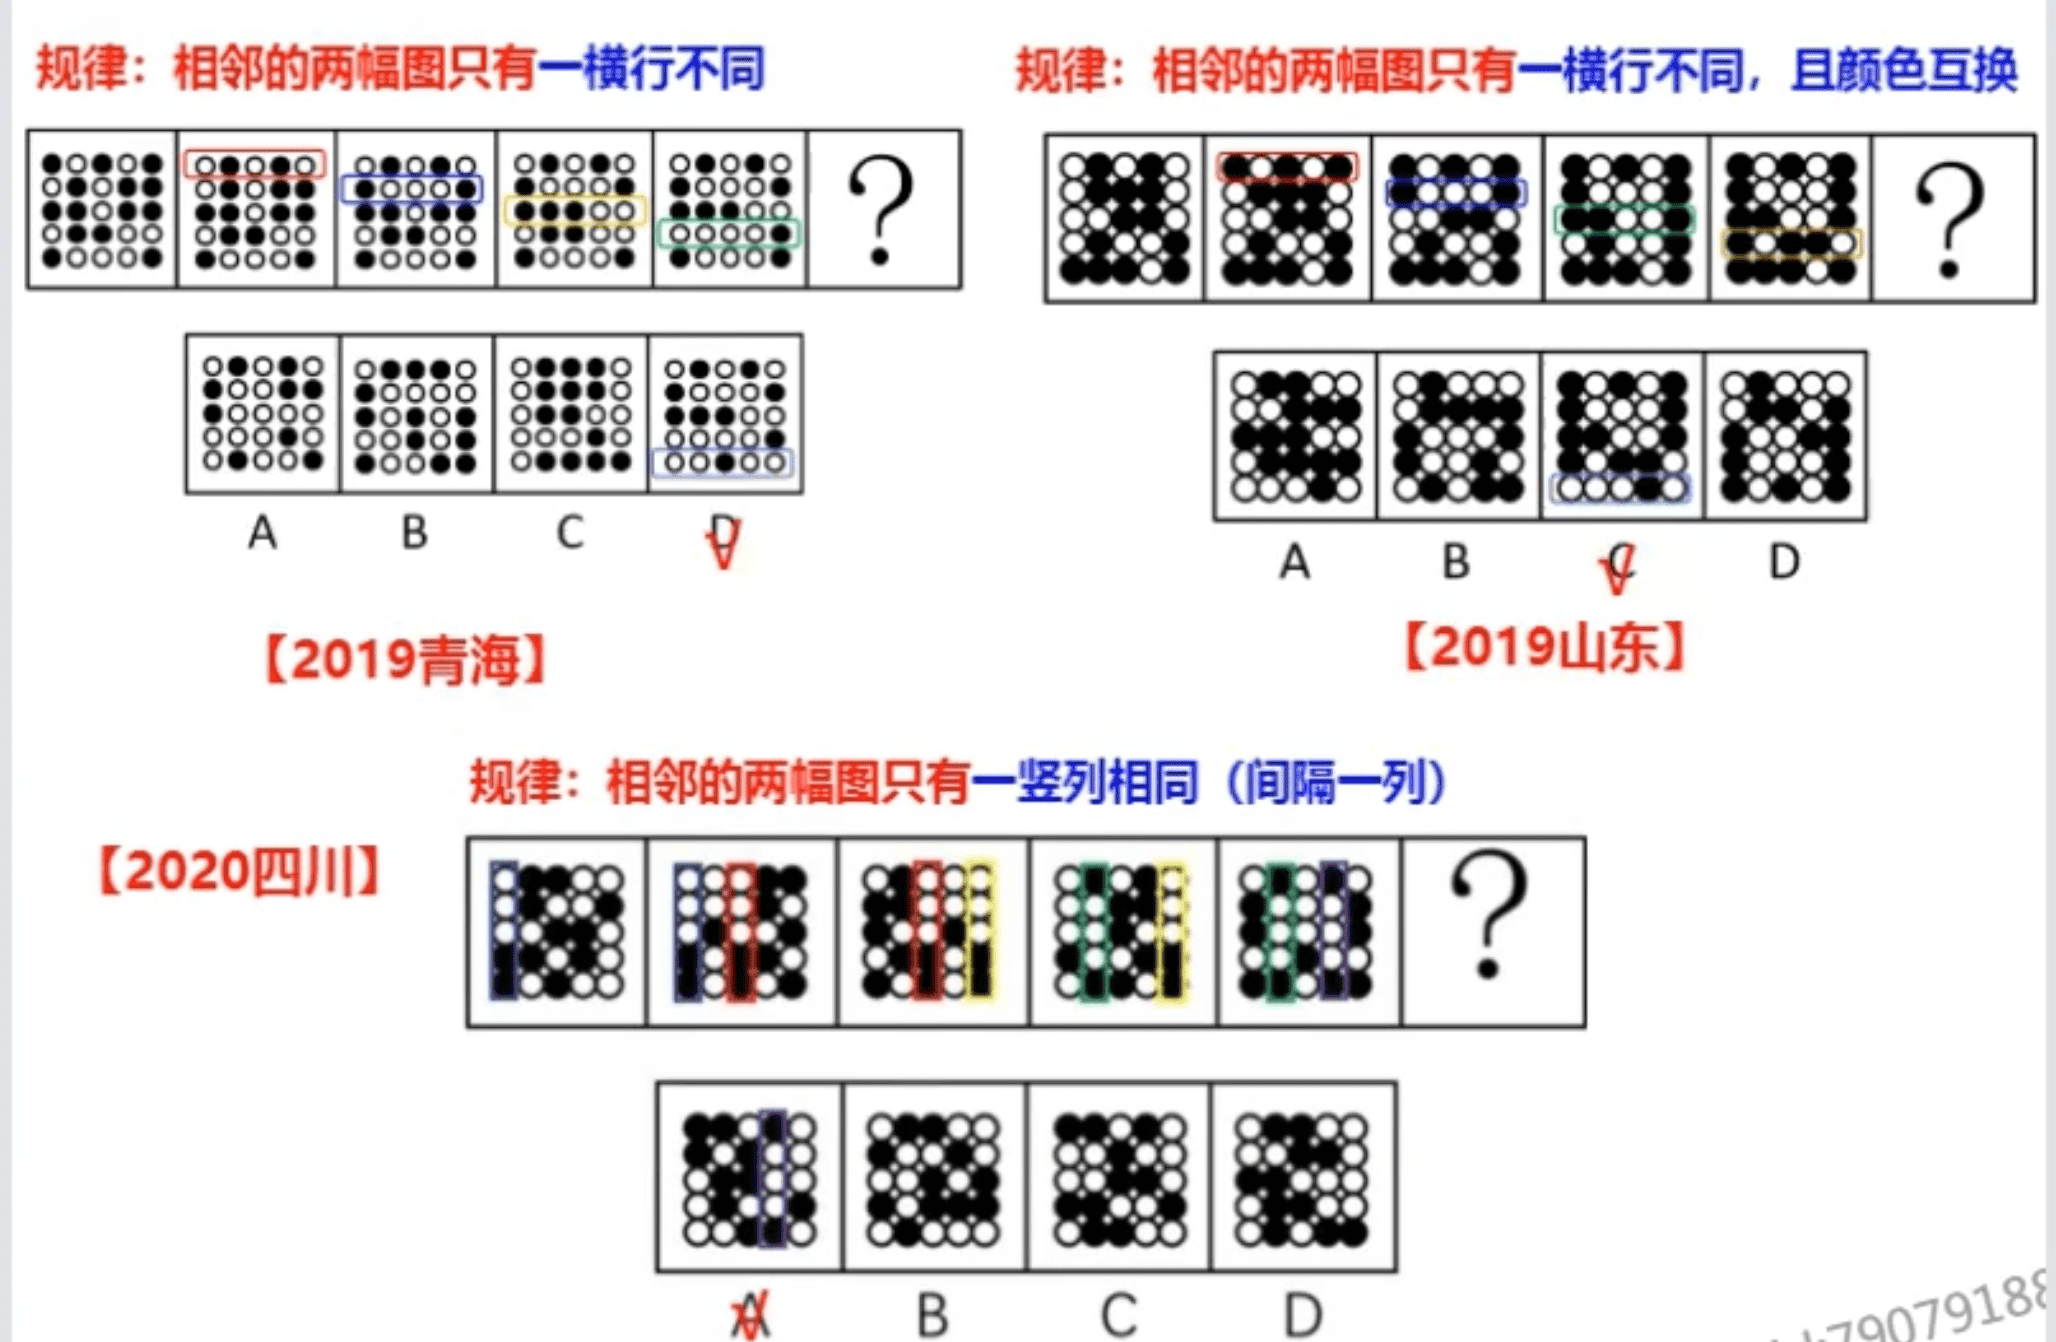 规律：相邻的两幅图只有一横行不同
规律：相邻的两幅图只有一横行不同，且颜色互换
?
?
A B C D
√
A B C D
√
【2019青海】
【2019山东】
规律：相邻的两幅图只有一竖列相同（间隔一列）
【2020四川】
?
A B C D
√
79079188